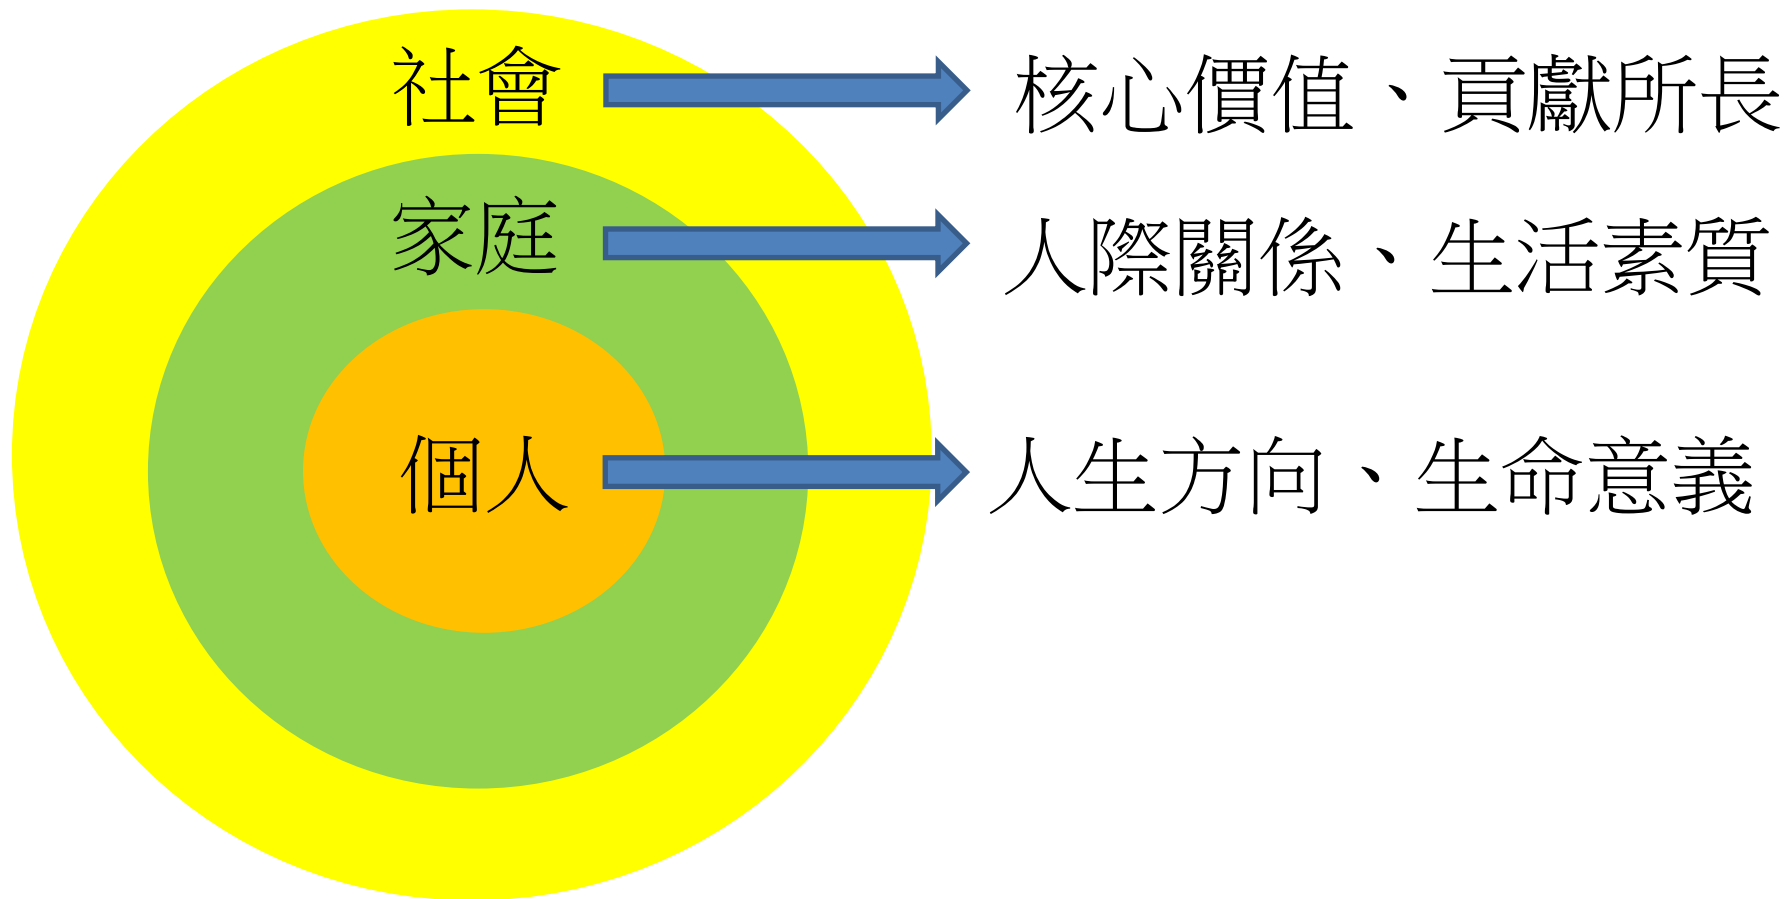 社會 核心價值、貢獻所長
家庭 人際關係、生活素質
個人 人生方向、生命意義